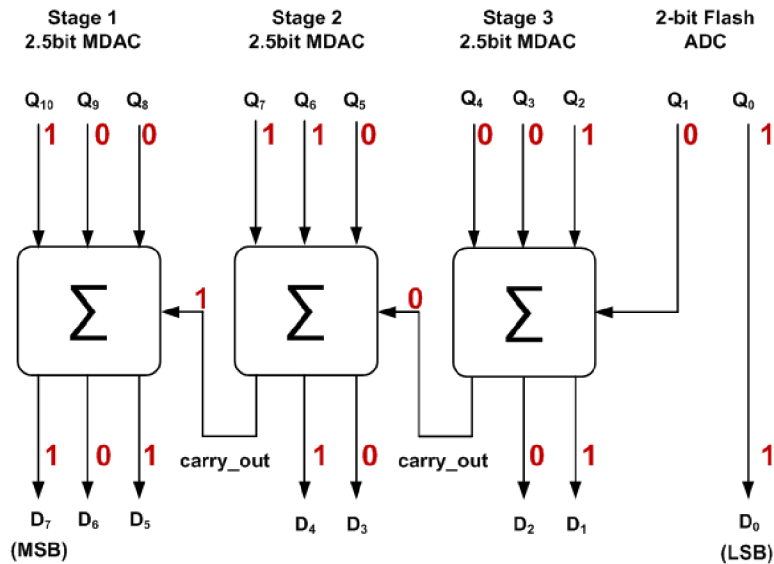 Stage 1 Stage 2 Stage 3 2-bit Flash
2.5bit MDAC 2.5bit MDAC 2.5bit MDAC ADC
Q₁₀ Q₉ Q₈ Q₇ Q₆ Q₅ Q₄ Q₃ Q₂ Q₁ Q₀
1 0 0 1 1 0 0 0 1 0 1
Σ 1 Σ 0 Σ
1 0 1 1 0 0 1 1
carry_out carry_out
D₇ D₆ D₅ D₄ D₃ D₂ D₁ D₀
(MSB) (LSB)